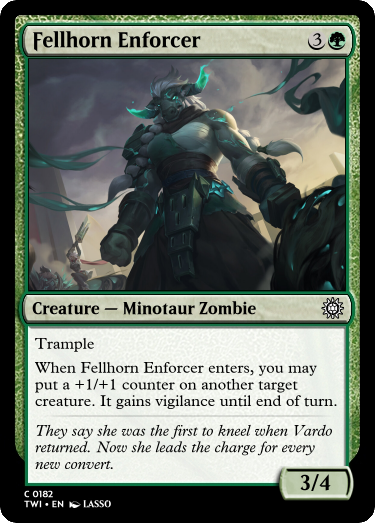 Fellhorn Enforcer 3
Creature — Minotaur Zombie
Trample
When Fellhorn Enforcer enters, you may
put a +1/+1 counter on another target
creature. It gains vigilance until end of turn.
They say she was the first to kneel when Vardo
returned. Now she leads the charge for every
new convert.
3/4
C 0182
TWI • EN LASSO